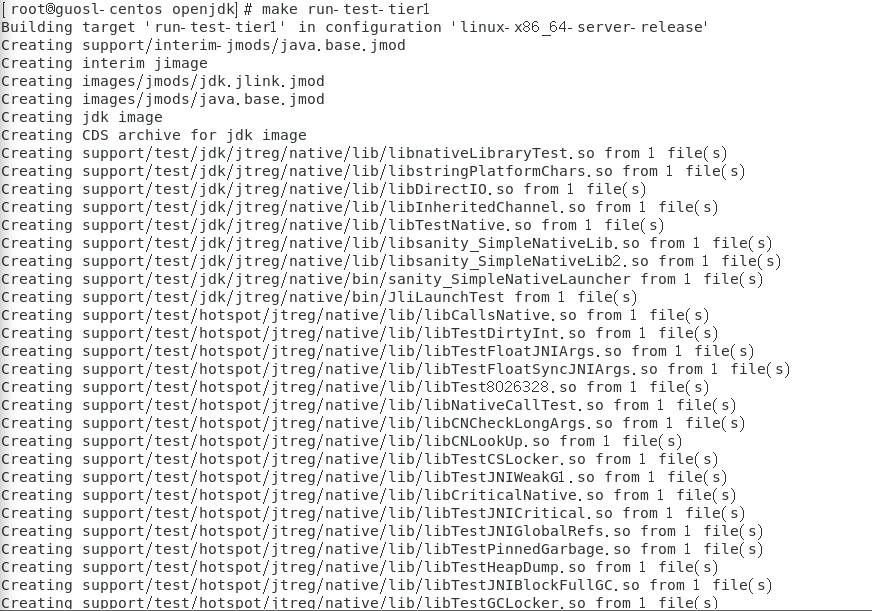 [root@guosl-centos openjdk]# make run-test-tier1
Building target 'run-test-tier1' in configuration 'linux-x86_64-server-release'
Creating support/interim-jmods/java.base.jmod
Creating interim jimage
Creating images/jmods/jdk.jlink.jmod
Creating images/jmods/java.base.jmod
Creating jdk image
Creating CDS archive for jdk image
Creating support/test/jdk/jtreg/native/lib/libnativeLibraryTest.so from 1 file(s)
Creating support/test/jdk/jtreg/native/lib/libstringPlatformChars.so from 1 file(s)
Creating support/test/jdk/jtreg/native/lib/libDirectIO.so from 1 file(s)
Creating support/test/jdk/jtreg/native/lib/libInheritedChannel.so from 1 file(s)
Creating support/test/jdk/jtreg/native/lib/libTestNative.so from 1 file(s)
Creating support/test/jdk/jtreg/native/lib/libsanity_SimpleNativeLib.so from 1 file(s)
Creating support/test/jdk/jtreg/native/lib/libsanity_SimpleNativeLib2.so from 1 file(s)
Creating support/test/jdk/jtreg/native/bin/sanity_SimpleNativeLauncher from 1 file(s)
Creating support/test/jdk/jtreg/native/bin/JliLaunchTest from 1 file(s)
Creating support/test/hotspot/jtreg/native/lib/libCallsNative.so from 1 file(s)
Creating support/test/hotspot/jtreg/native/lib/libTestDirtyInt.so from 1 file(s)
Creating support/test/hotspot/jtreg/native/lib/libTestFloatJNIArgs.so from 1 file(s)
Creating support/test/hotspot/jtreg/native/lib/libTestFloatSyncJNIArgs.so from 1 file(s)
Creating support/test/hotspot/jtreg/native/lib/libTest8026328.so from 1 file(s)
Creating support/test/hotspot/jtreg/native/lib/libNativeCallTest.so from 1 file(s)
Creating support/test/hotspot/jtreg/native/lib/libCNCheckLongArgs.so from 1 file(s)
Creating support/test/hotspot/jtreg/native/lib/libCNLookUp.so from 1 file(s)
Creating support/test/hotspot/jtreg/native/lib/libTestCSLocker.so from 1 file(s)
Creating support/test/hotspot/jtreg/native/lib/libTestJNIWeakG1.so from 1 file(s)
Creating support/test/hotspot/jtreg/native/lib/libCriticalNative.so from 1 file(s)
Creating support/test/hotspot/jtreg/native/lib/libTestJNICritical.so from 1 file(s)
Creating support/test/hotspot/jtreg/native/lib/libTestJNIGlobalRefs.so from 1 file(s)
Creating support/test/hotspot/jtreg/native/lib/libTestPinnedGarbage.so from 1 file(s)
Creating support/test/hotspot/jtreg/native/lib/libTestHeapDump.so from 1 file(s)
Creating support/test/hotspot/jtreg/native/lib/libTestJNIBlockFullGC.so from 1 file(s)
Creating support/test/hotspot/jtreg/native/lib/libTestGCLocker.so from 1 file(s)